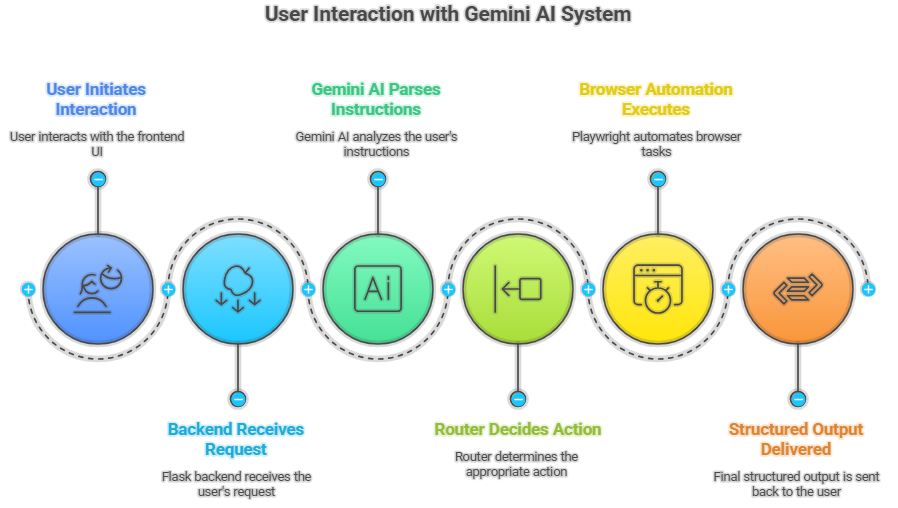 User Interaction with Gemini AI System
User Initiates
Interaction
User interacts with the frontend
UI
Gemini AI Parses
Instructions
Gemini AI analyzes the user's
instructions
Browser Automation
Executes
Playwright automates browser
tasks
Ai
Backend Receives
Request
Flask backend receives the
user's request
Router Decides Action
Router determines the
appropriate action
Structured Output
Delivered
Final structured output is sent
back to the user